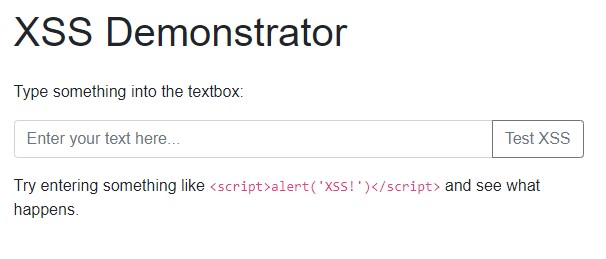 XSS Demonstrator
Type something into the textbox:
Enter your text here... Test XSS
Try entering something like <script>alert('XSS!')</script> and see what
happens.